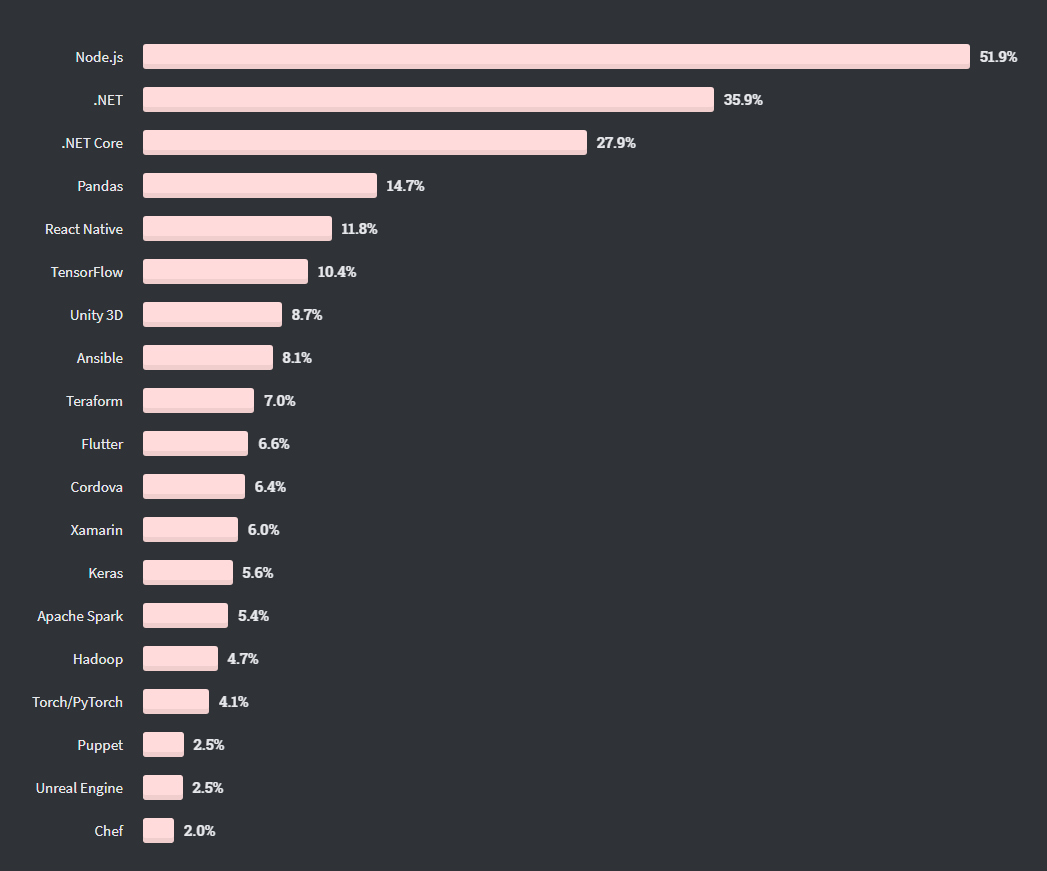 Node.js 51.9%
.NET 35.9%
.NET Core 27.9%
Pandas 14.7%
React Native 11.8%
TensorFlow 10.4%
Unity 3D 8.7%
Ansible 8.1%
Teraform 7.0%
Flutter 6.6%
Cordova 6.4%
Xamarin 6.0%
Keras 5.6%
Apache Spark 5.4%
Hadoop 4.7%
Torch/PyTorch 4.1%
Puppet 2.5%
Unreal Engine 2.5%
Chef 2.0%